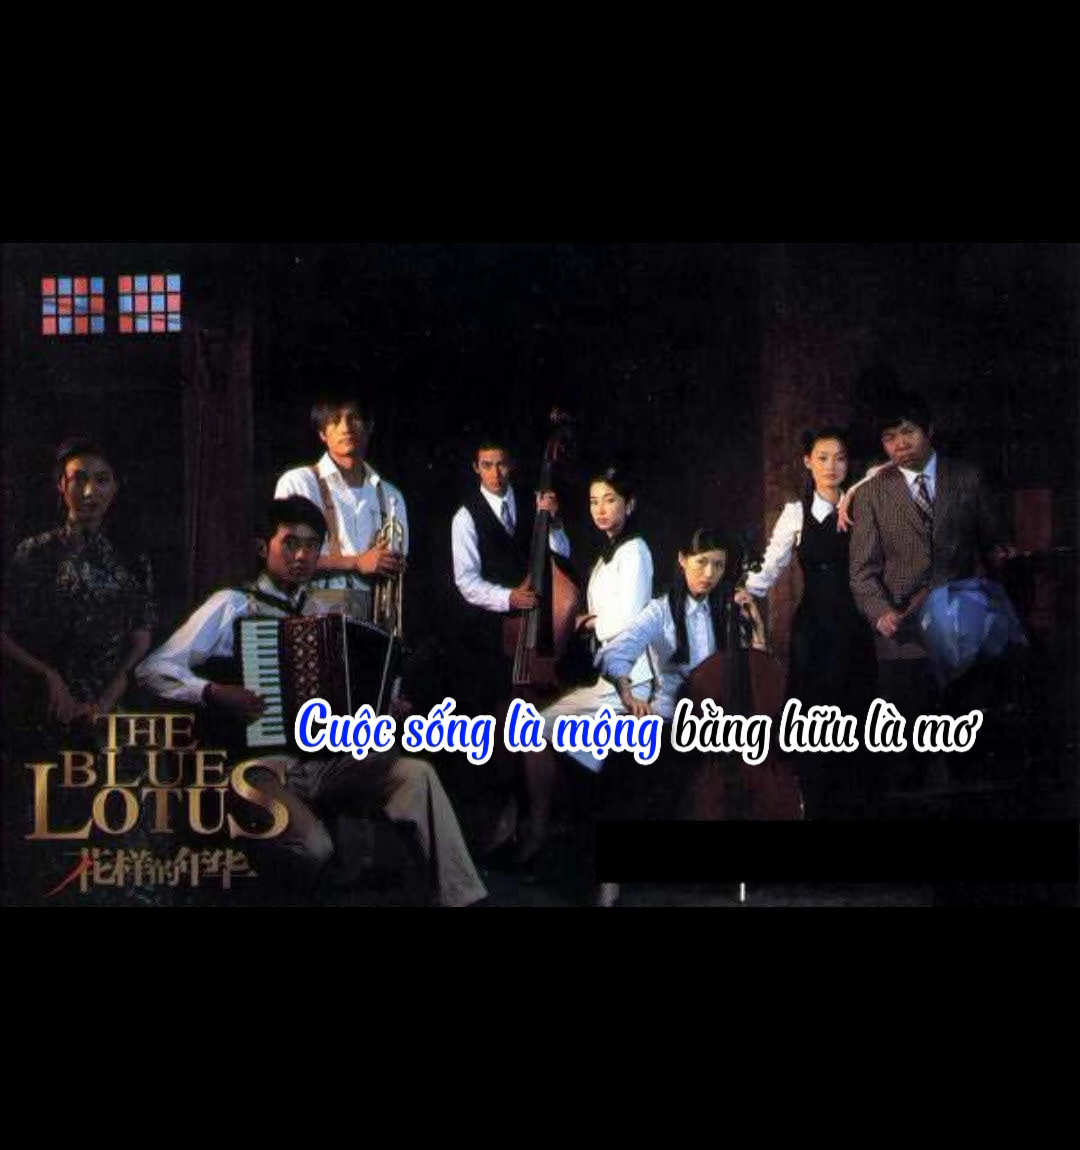 THE
BLUE
LOTUS
花样的年华
Cuộc sống là mộng bằng hữu là mơ